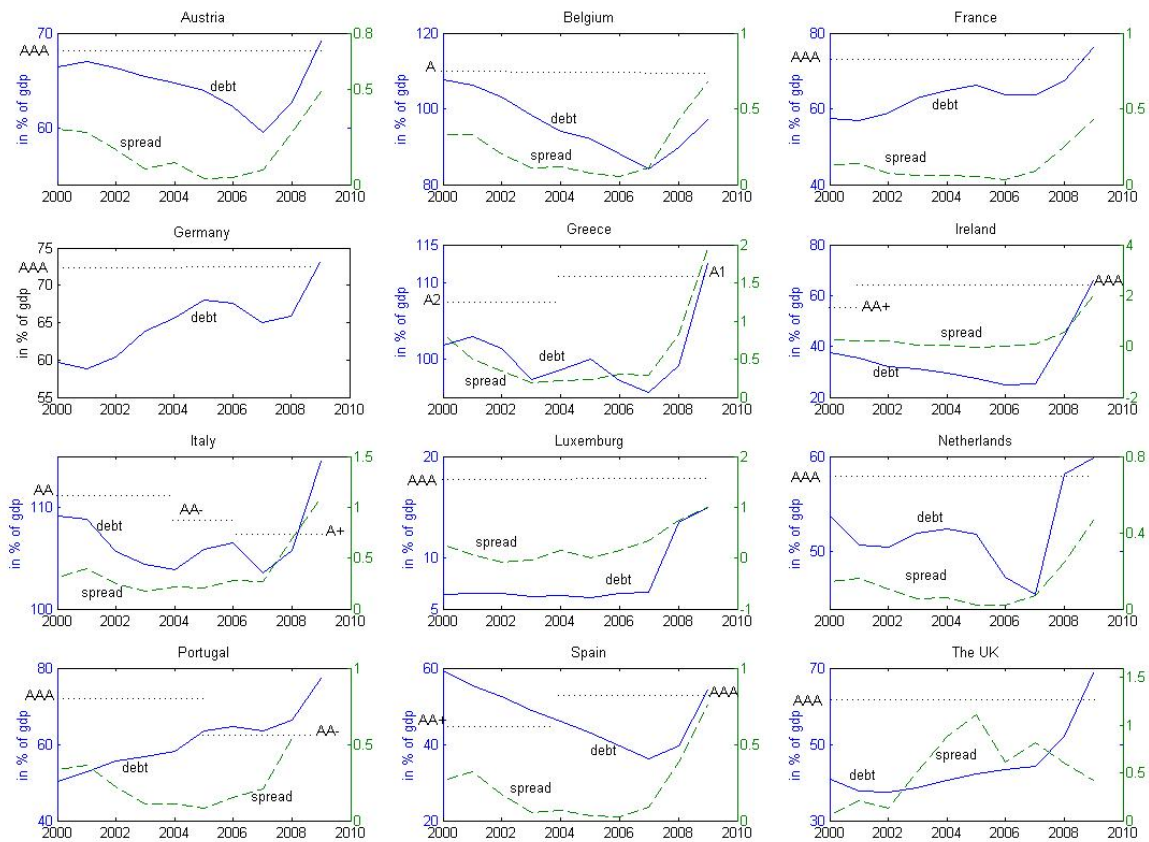 Austria
70
60
AAA
in % of gdp
debt
spread
0.8
0.5
0
2000 2002 2004 2006 2008 2010
Belgium
120
100
80
A
in % of gdp
debt
spread
1
0.5
0
2000 2002 2004 2006 2008 2010
France
80
60
40
AAA
in % of gdp
debt
spread
1
0.5
0
2000 2002 2004 2006 2008 2010
Germany
75
70
65
60
55
AAA
in % of gdp
debt
2000 2002 2004 2006 2008 2010
Greece
115
110
100
A2
A1
in % of gdp
debt
spread
2
1.5
1
0.5
0
2000 2002 2004 2006 2008 2010
Ireland
80
60
40
20
AAA
AA+
in % of gdp
spread
debt
4
2
0
-2
2000 2002 2004 2006 2008 2010
Italy
110
100
AA
AA-
A+
in % of gdp
debt
spread
1.5
1
0.5
0
2000 2002 2004 2006 2008 2010
Luxemburg
20
10
5
AAA
in % of gdp
spread
debt
2
1
0
-1
2000 2002 2004 2006 2008 2010
Netherlands
60
50
AAA
in % of gdp
debt
spread
0.8
0.4
0
2000 2002 2004 2006 2008 2010
Portugal
80
60
40
AAA
AA-
in % of gdp
debt
spread
1
0.5
0
2000 2002 2004 2006 2008 2010
Spain
60
40
20
AAA
AA+
in % of gdp
debt
spread
1
0.5
0
2000 2002 2004 2006 2008 2010
The UK
70
50
30
AAA
in % of gdp
spread
debt
1.5
1
0.5
0
2000 2002 2004 2006 2008 2010